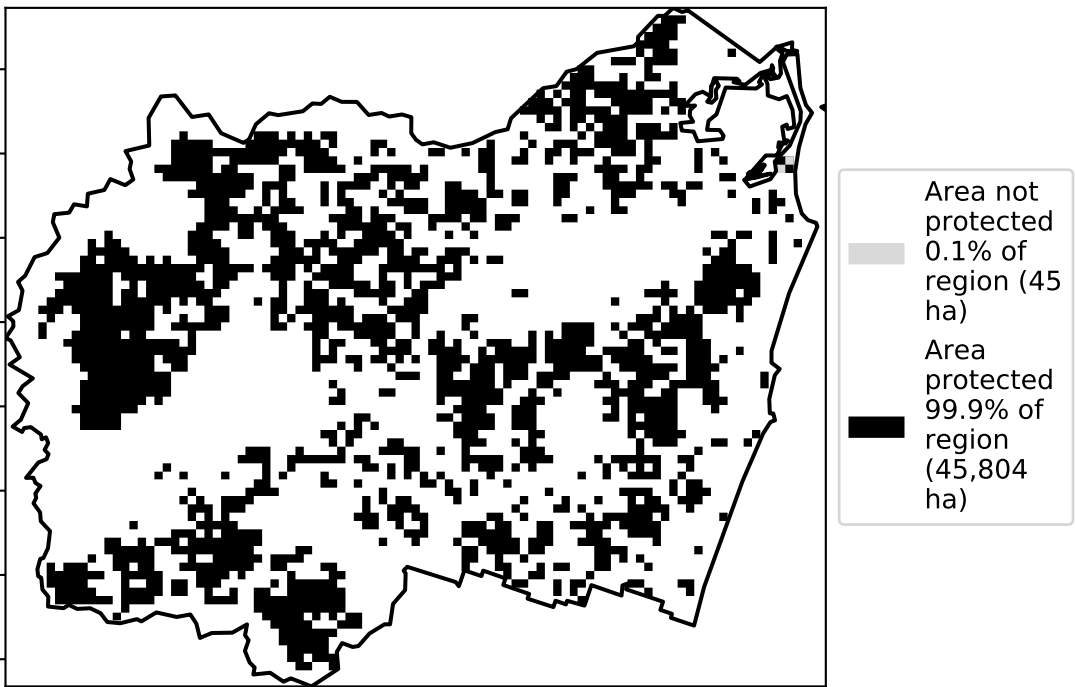 Area not
protected
0.1% of
region (45
ha)
Area
protected
99.9% of
region
(45,804
ha)